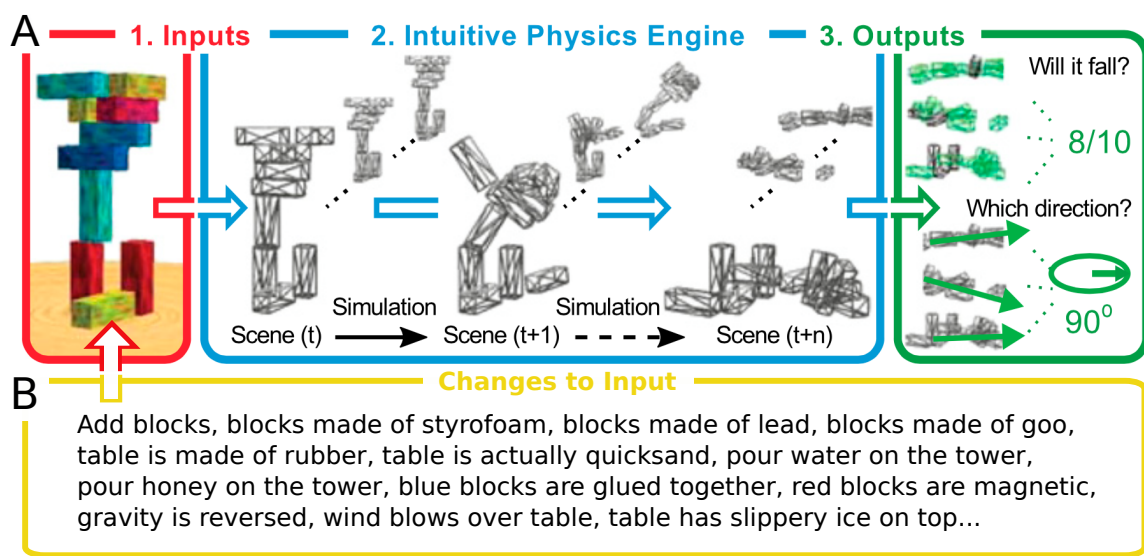 A
1. Inputs
2. Intuitive Physics Engine
3. Outputs
Will it fall?
8/10
Which direction?
90°
Simulation
Simulation
Scene (t)
Scene (t+1)
Scene (t+n)
B
Changes to Input
Add blocks, blocks made of styrofoam, blocks made of lead, blocks made of goo,
table is made of rubber, table is actually quicksand, pour water on the tower,
pour honey on the tower, blue blocks are glued together, red blocks are magnetic,
gravity is reversed, wind blows over table, table has slippery ice on top...